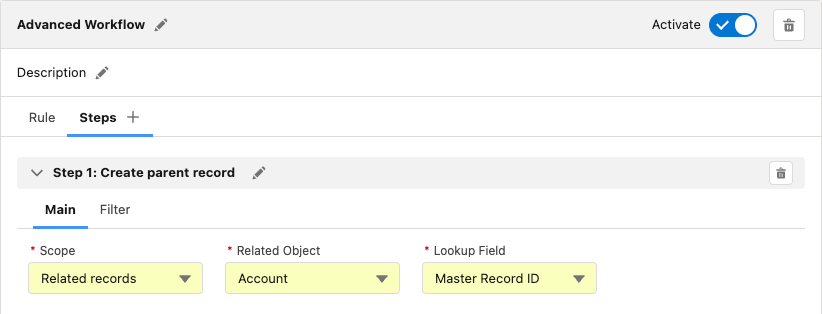 Advanced Workflow Activate
Description
Rule Steps
Step 1: Create parent record
Main Filter
* Scope * Related Object * Lookup Field
Related records Account Master Record ID